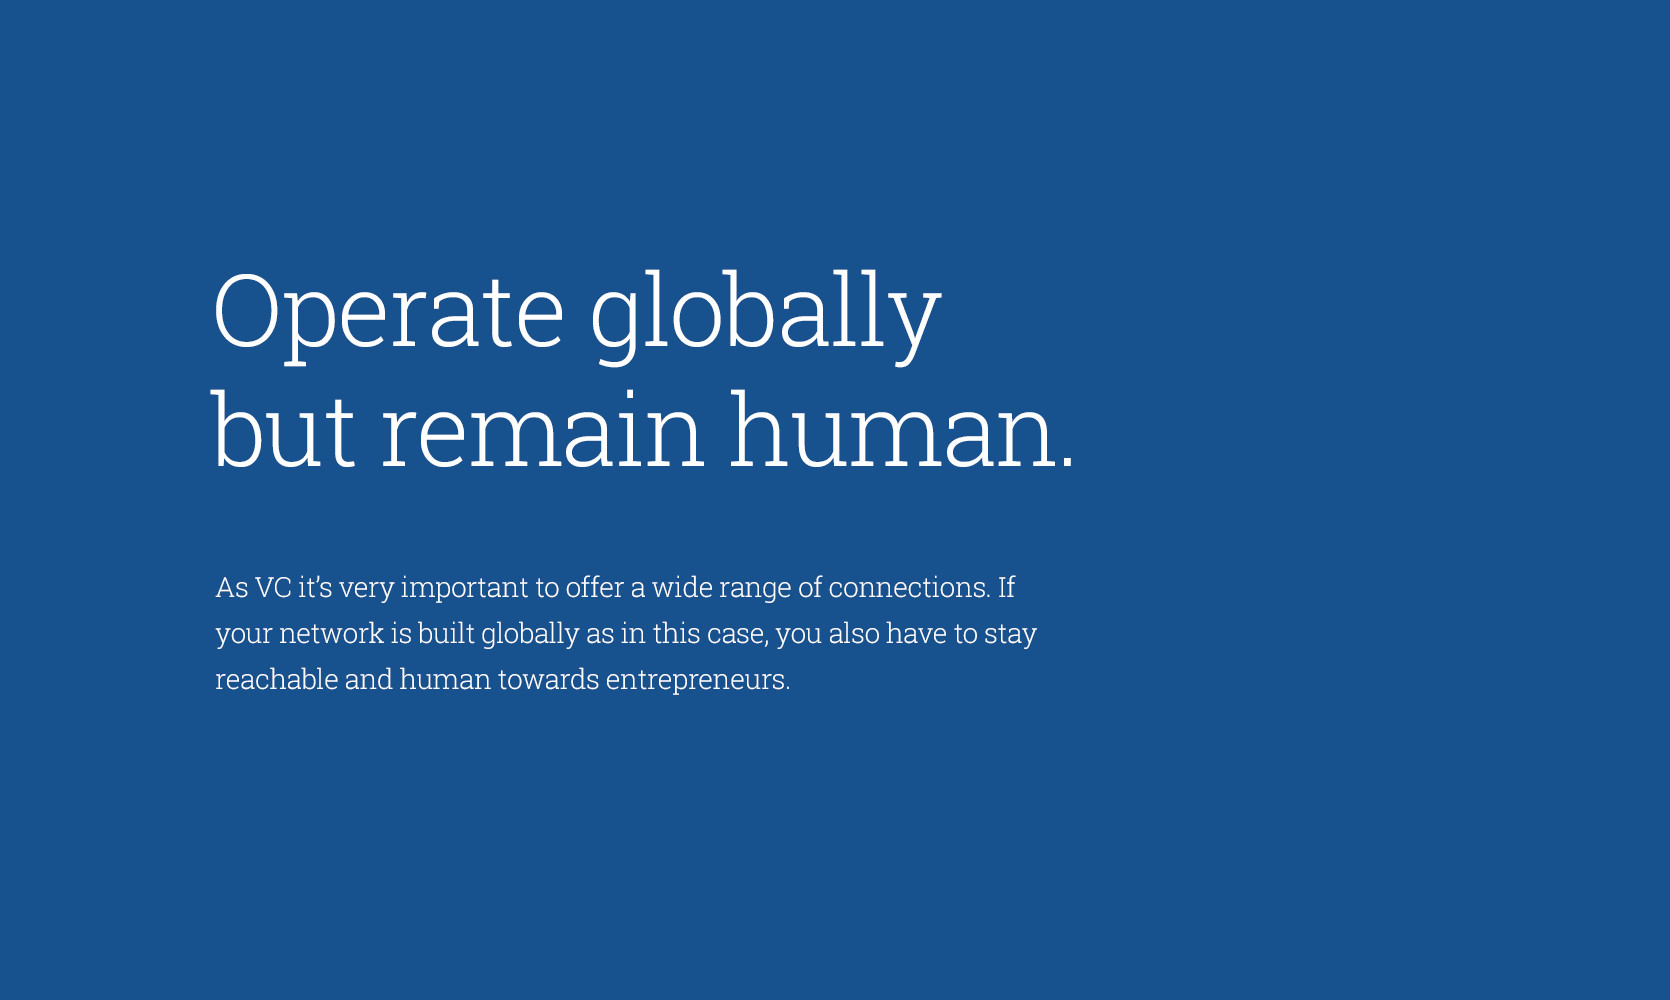 Operate globally
but remain human.
As VC it’s very important to offer a wide range of connections. If
your network is built globally as in this case, you also have to stay
reachable and human towards entrepreneurs.